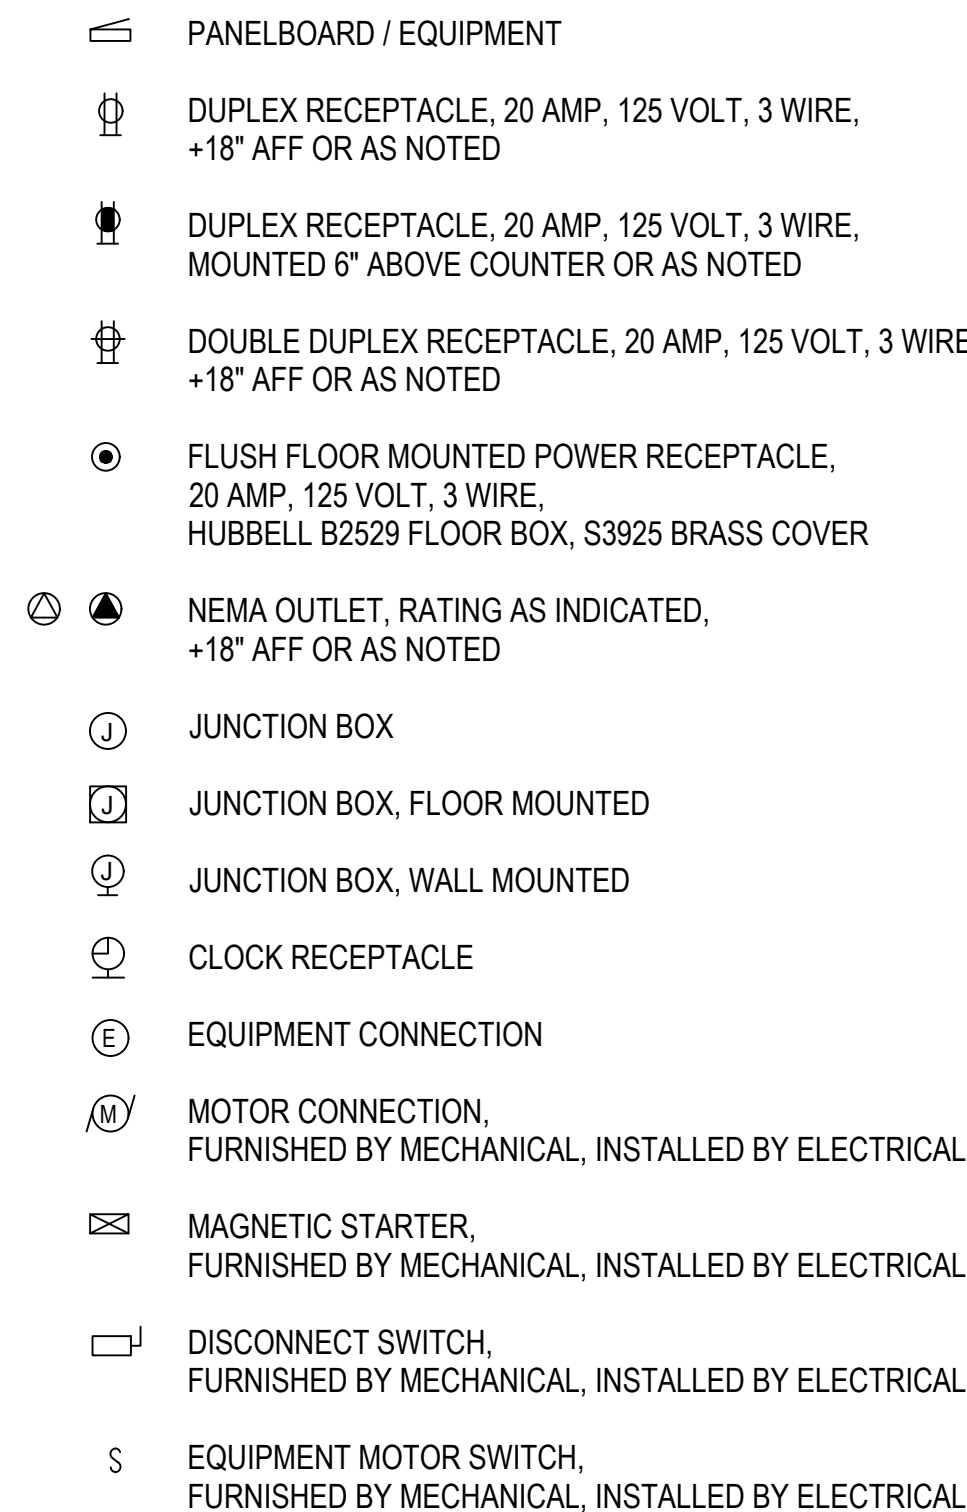 PANELBOARD / EQUIPMENT
DUPLEX RECEPTACLE, 20 AMP, 125 VOLT, 3 WIRE,
+18" AFF OR AS NOTED
DUPLEX RECEPTACLE, 20 AMP, 125 VOLT, 3 WIRE,
MOUNTED 6" ABOVE COUNTER OR AS NOTED
DOUBLE DUPLEX RECEPTACLE, 20 AMP, 125 VOLT, 3 WIRE
+18" AFF OR AS NOTED
FLUSH FLOOR MOUNTED POWER RECEPTACLE,
20 AMP, 125 VOLT, 3 WIRE,
HUBBELL B2529 FLOOR BOX, S3925 BRASS COVER
NEMA OUTLET, RATING AS INDICATED,
+18" AFF OR AS NOTED
J JUNCTION BOX
J JUNCTION BOX, FLOOR MOUNTED
J JUNCTION BOX, WALL MOUNTED
CLOCK RECEPTACLE
E EQUIPMENT CONNECTION
M MOTOR CONNECTION,
FURNISHED BY MECHANICAL, INSTALLED BY ELECTRICAL
MAGNETIC STARTER,
FURNISHED BY MECHANICAL, INSTALLED BY ELECTRICAL
DISCONNECT SWITCH,
FURNISHED BY MECHANICAL, INSTALLED BY ELECTRICAL
S EQUIPMENT MOTOR SWITCH,
FURNISHED BY MECHANICAL, INSTALLED BY ELECTRICAL